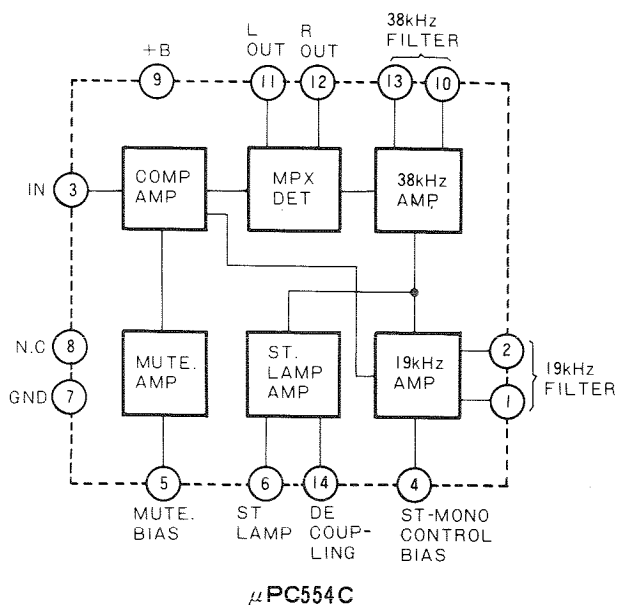 +B
L
OUT
R
OUT
38kHz
FILTER
9
11
12
13
10
IN
3
COMP
AMP
MPX
DET
38kHz
AMP.
N.C
8
GND
7
MUTE.
AMP
ST.
LAMP
AMP
19kHz
AMP
2
1
19kHz
FILTER
5
6
14
4
MUTE.
BIAS
ST
LAMP
DE
COUP-
LING
ST-MONO
CONTROL
BIAS
μPC554C